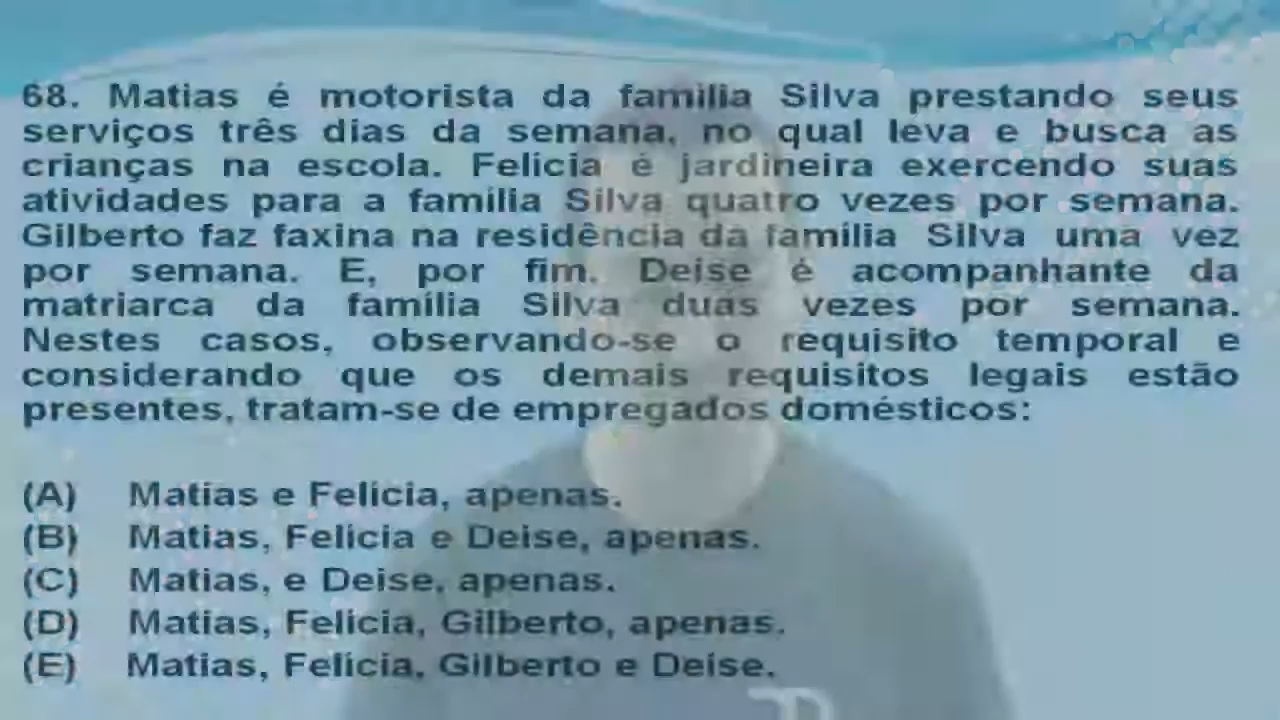 68. Matias é motorista da família Silva prestando seus
serviços três dias da semana, no qual leva e busca as
crianças na escola. Felícia é jardineira exercendo suas
atividades para a família Silva quatro vezes por semana.
Gilberto faz faxina na residência da família Silva uma vez
por semana. E, por fim. Deise é acompanhante da
matriarca da família Silva duas vezes por semana.
Nestes casos, observando-se o requisito temporal e
considerando que os demais requisitos legais estão
presentes, tratam-se de empregados domésticos:
(A) Matias e Felícia, apenas.
(B) Matias, Felícia e Deise, apenas.
(C) Matias, e Deise, apenas.
(D) Matias, Felícia, Gilberto, apenas.
(E) Matias, Felícia, Gilberto e Deise.